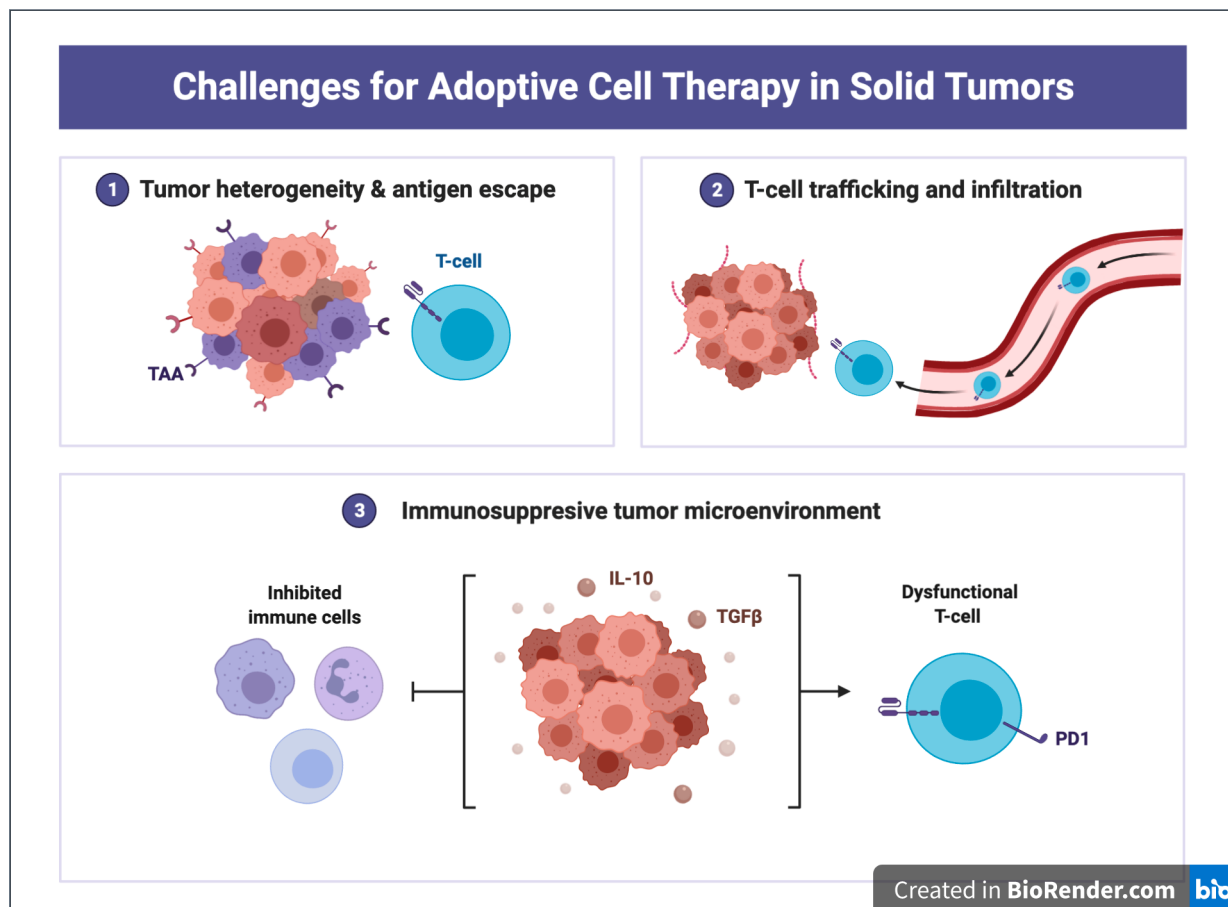 Challenges for Adoptive Cell Therapy in Solid Tumors
1 Tumor heterogeneity & antigen escape
T-cell
TAA
2 T-cell trafficking and infiltration
3 Immunosuppresive tumor microenvironment
Inhibited
immune cells
IL-10
TGFβ
Dysfunctional
T-cell
PD1
Created in BioRender.com
bio